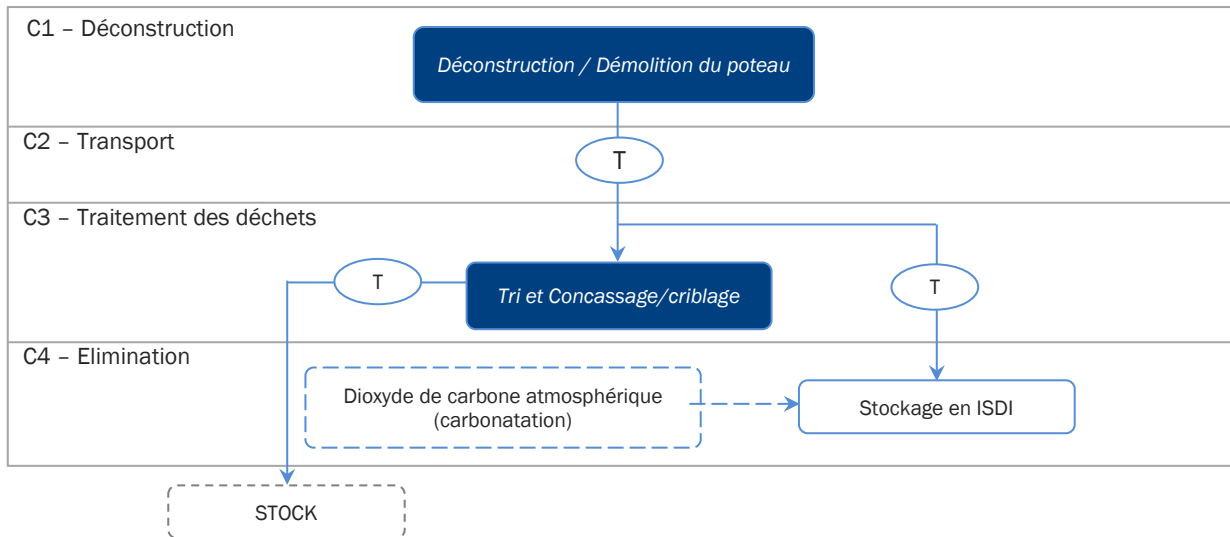 C1 – Déconstruction
Déconstruction / Démolition du poteau
C2 – Transport
T
C3 – Traitement des déchets
T
Tri et Concassage/criblage
T
C4 – Elimination
Dioxyde de carbone atmosphérique
(carbonatation)
Stockage en ISDI
STOCK